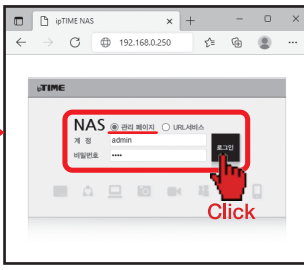 ipTIME NAS
192.168.0.250
ipTIME
NAS 관리 페이지 URL서비스
계 정 admin
비밀번호 ••••
로그인
Click